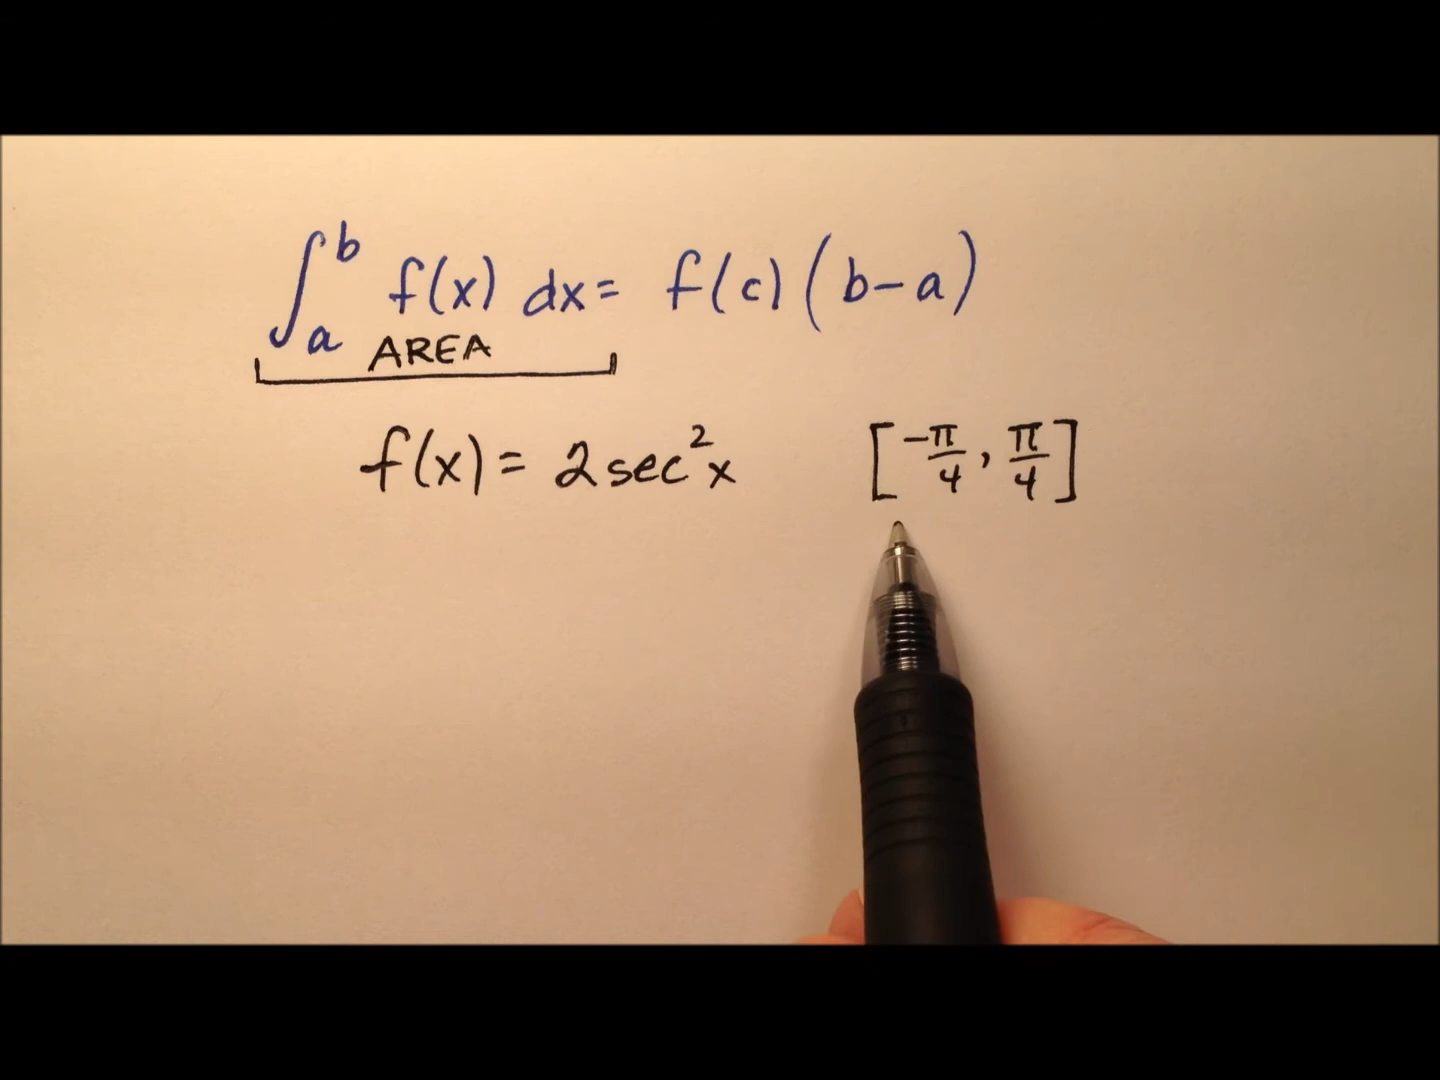 ∫_a^b f(x) dx = f(c)(b-a)
AREA
f(x) = 2sec²x [-π/4, π/4]